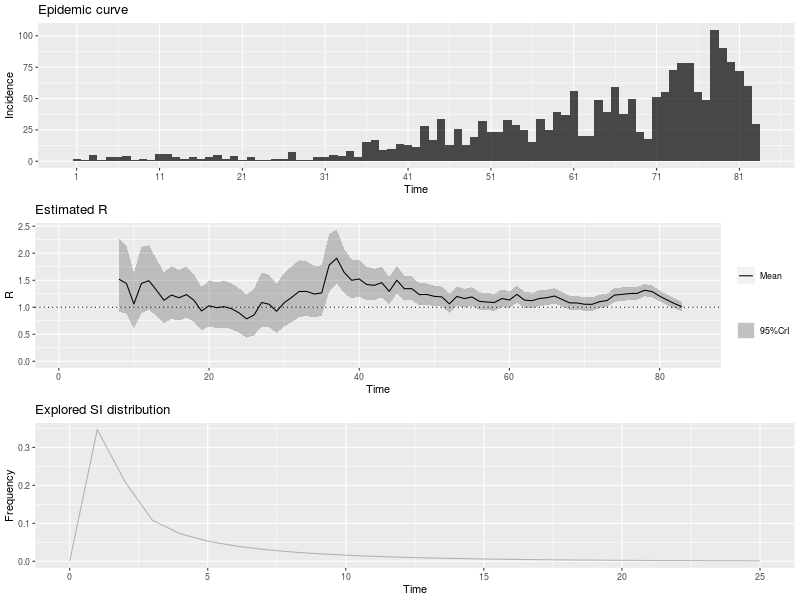 Epidemic curve
100
75
50
25
0
Incidence
1 11 21 31 41 51 61 71 81
Time
Estimated R
2.5
2.0
1.5
1.0
0.5
0.0
R
0 20 40 60 80
Time
Mean
95%CrI
Explored SI distribution
0.3
0.2
0.1
0.0
Frequency
0 5 10 15 20 25
Time